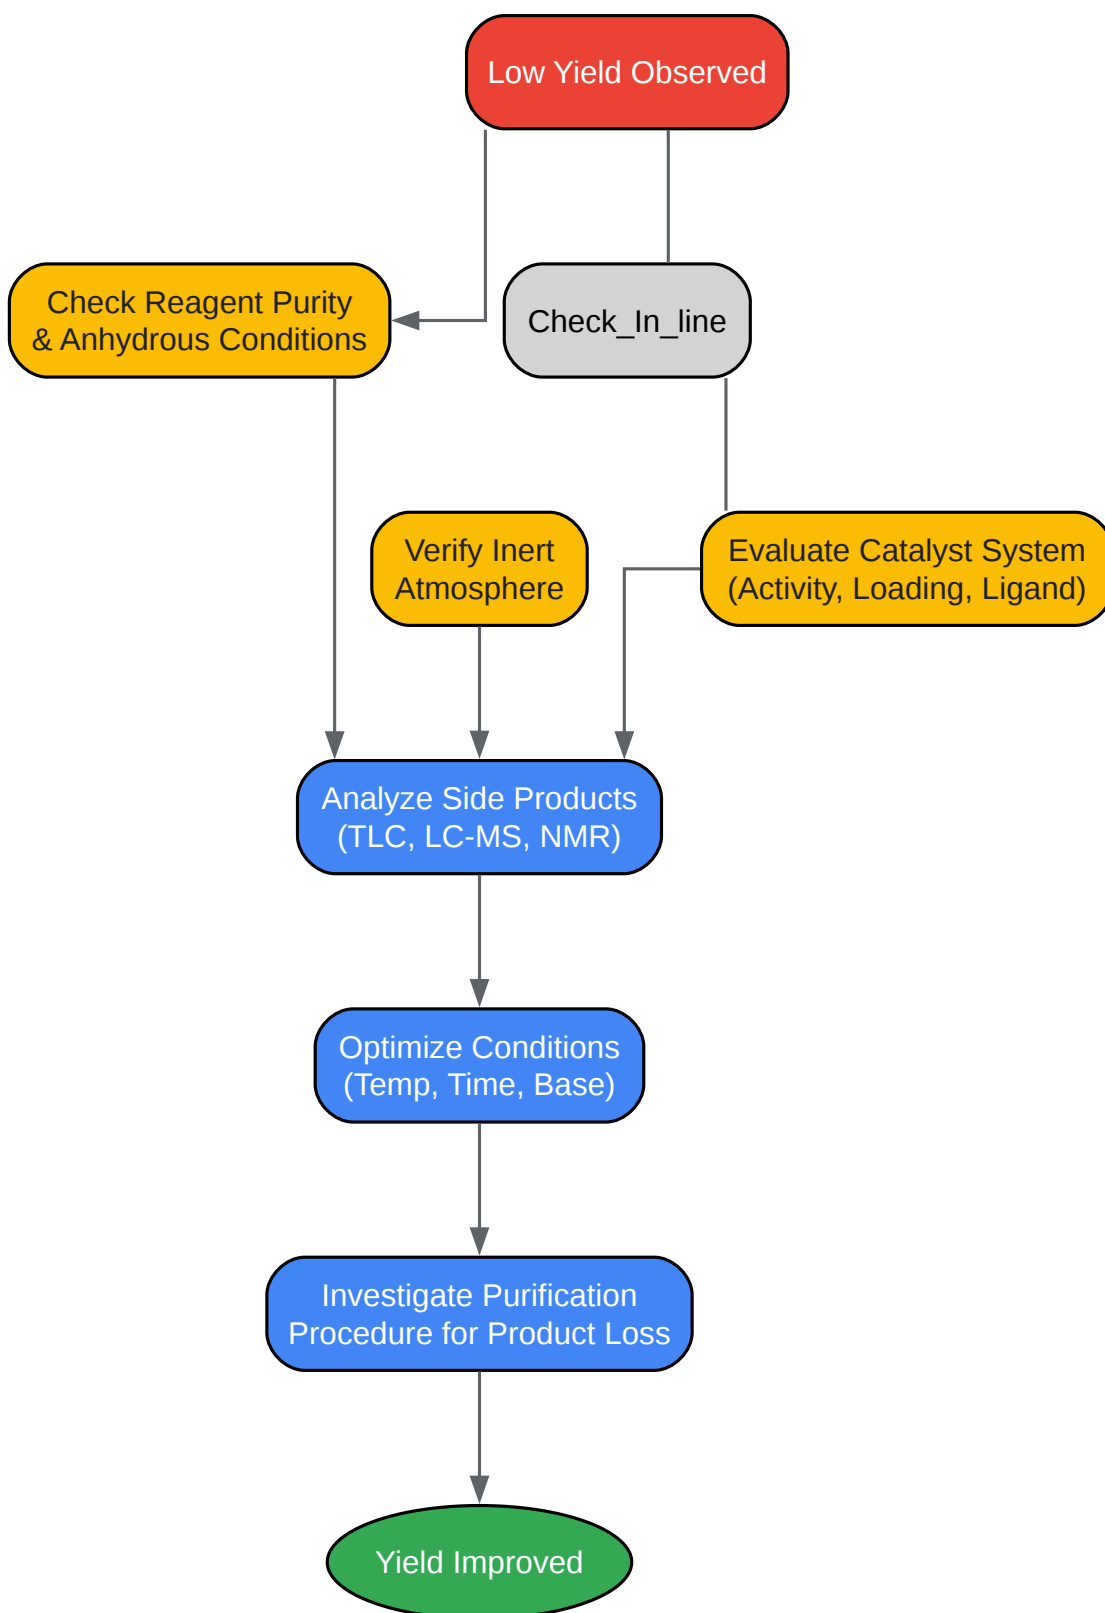 Low Yield Observed
Check Reagent Purity
& Anhydrous Conditions
Check_In_line
Verify Inert
Atmosphere
Evaluate Catalyst System
(Activity, Loading, Ligand)
Analyze Side Products
(TLC, LC-MS, NMR)
Optimize Conditions
(Temp, Time, Base)
Investigate Purification
Procedure for Product Loss
Yield Improved